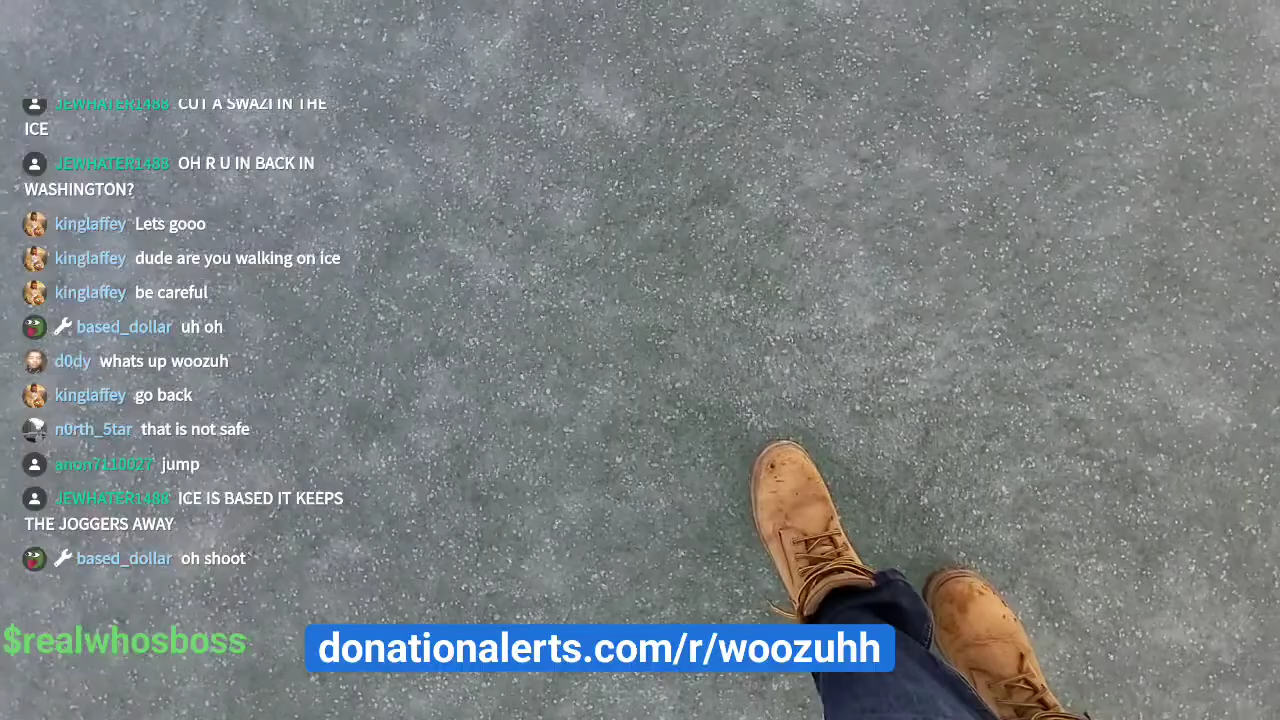 JEWHATER1488 CUT A SWAZI IN THE
ICE
JEWHATER1488 OH R U IN BACK IN
WASHINGTON?
kinglaffey Lets gooo
kinglaffey dude are you walking on ice
kinglaffey be careful
based_dollar uh oh
d0dy whats up woozuh
kinglaffey go back
n0rth_5tar that is not safe
anon7110027 jump
JEWHATER1488 ICE IS BASED IT KEEPS
THE JOGGERS AWAY
based_dollar oh shoot
$realwhosboss
donationalerts.com/r/woozuhh